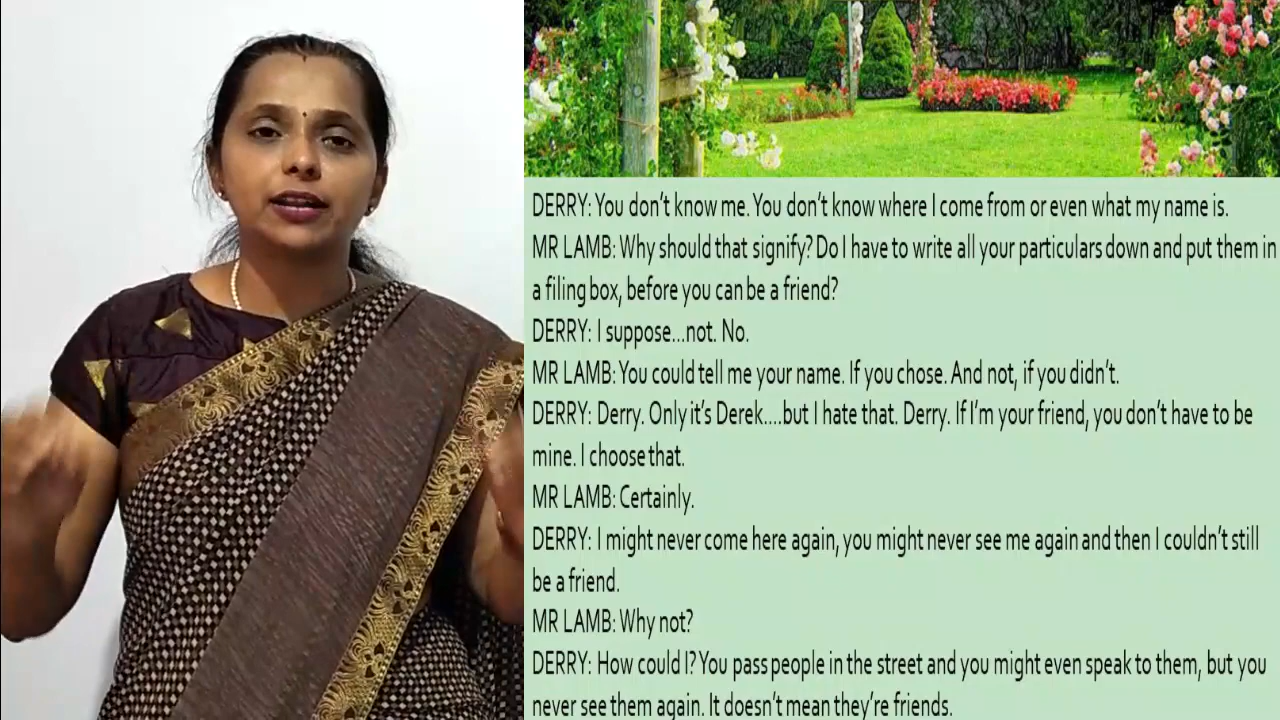 DERRY: You don't know me. You don't know where I come from or even what my name is.
MR LAMB: Why should that signify? Do I have to write all your particulars down and put them in
a filing box, before you can be a friend?
DERRY: I suppose...not. No.
MR LAMB: You could tell me your name. If you chose. And not, if you didn't.
DERRY: Derry. Only it's Derek....but I hate that. Derry. If I'm your friend, you don't have to be
mine. I choose that.
MR LAMB: Certainly.
DERRY: I might never come here again, you might never see me again and then I couldn't still
be a friend.
MR LAMB: Why not?
DERRY: How could I? You pass people in the street and you might even speak to them, but you
never see them again. It doesn't mean they're friends.